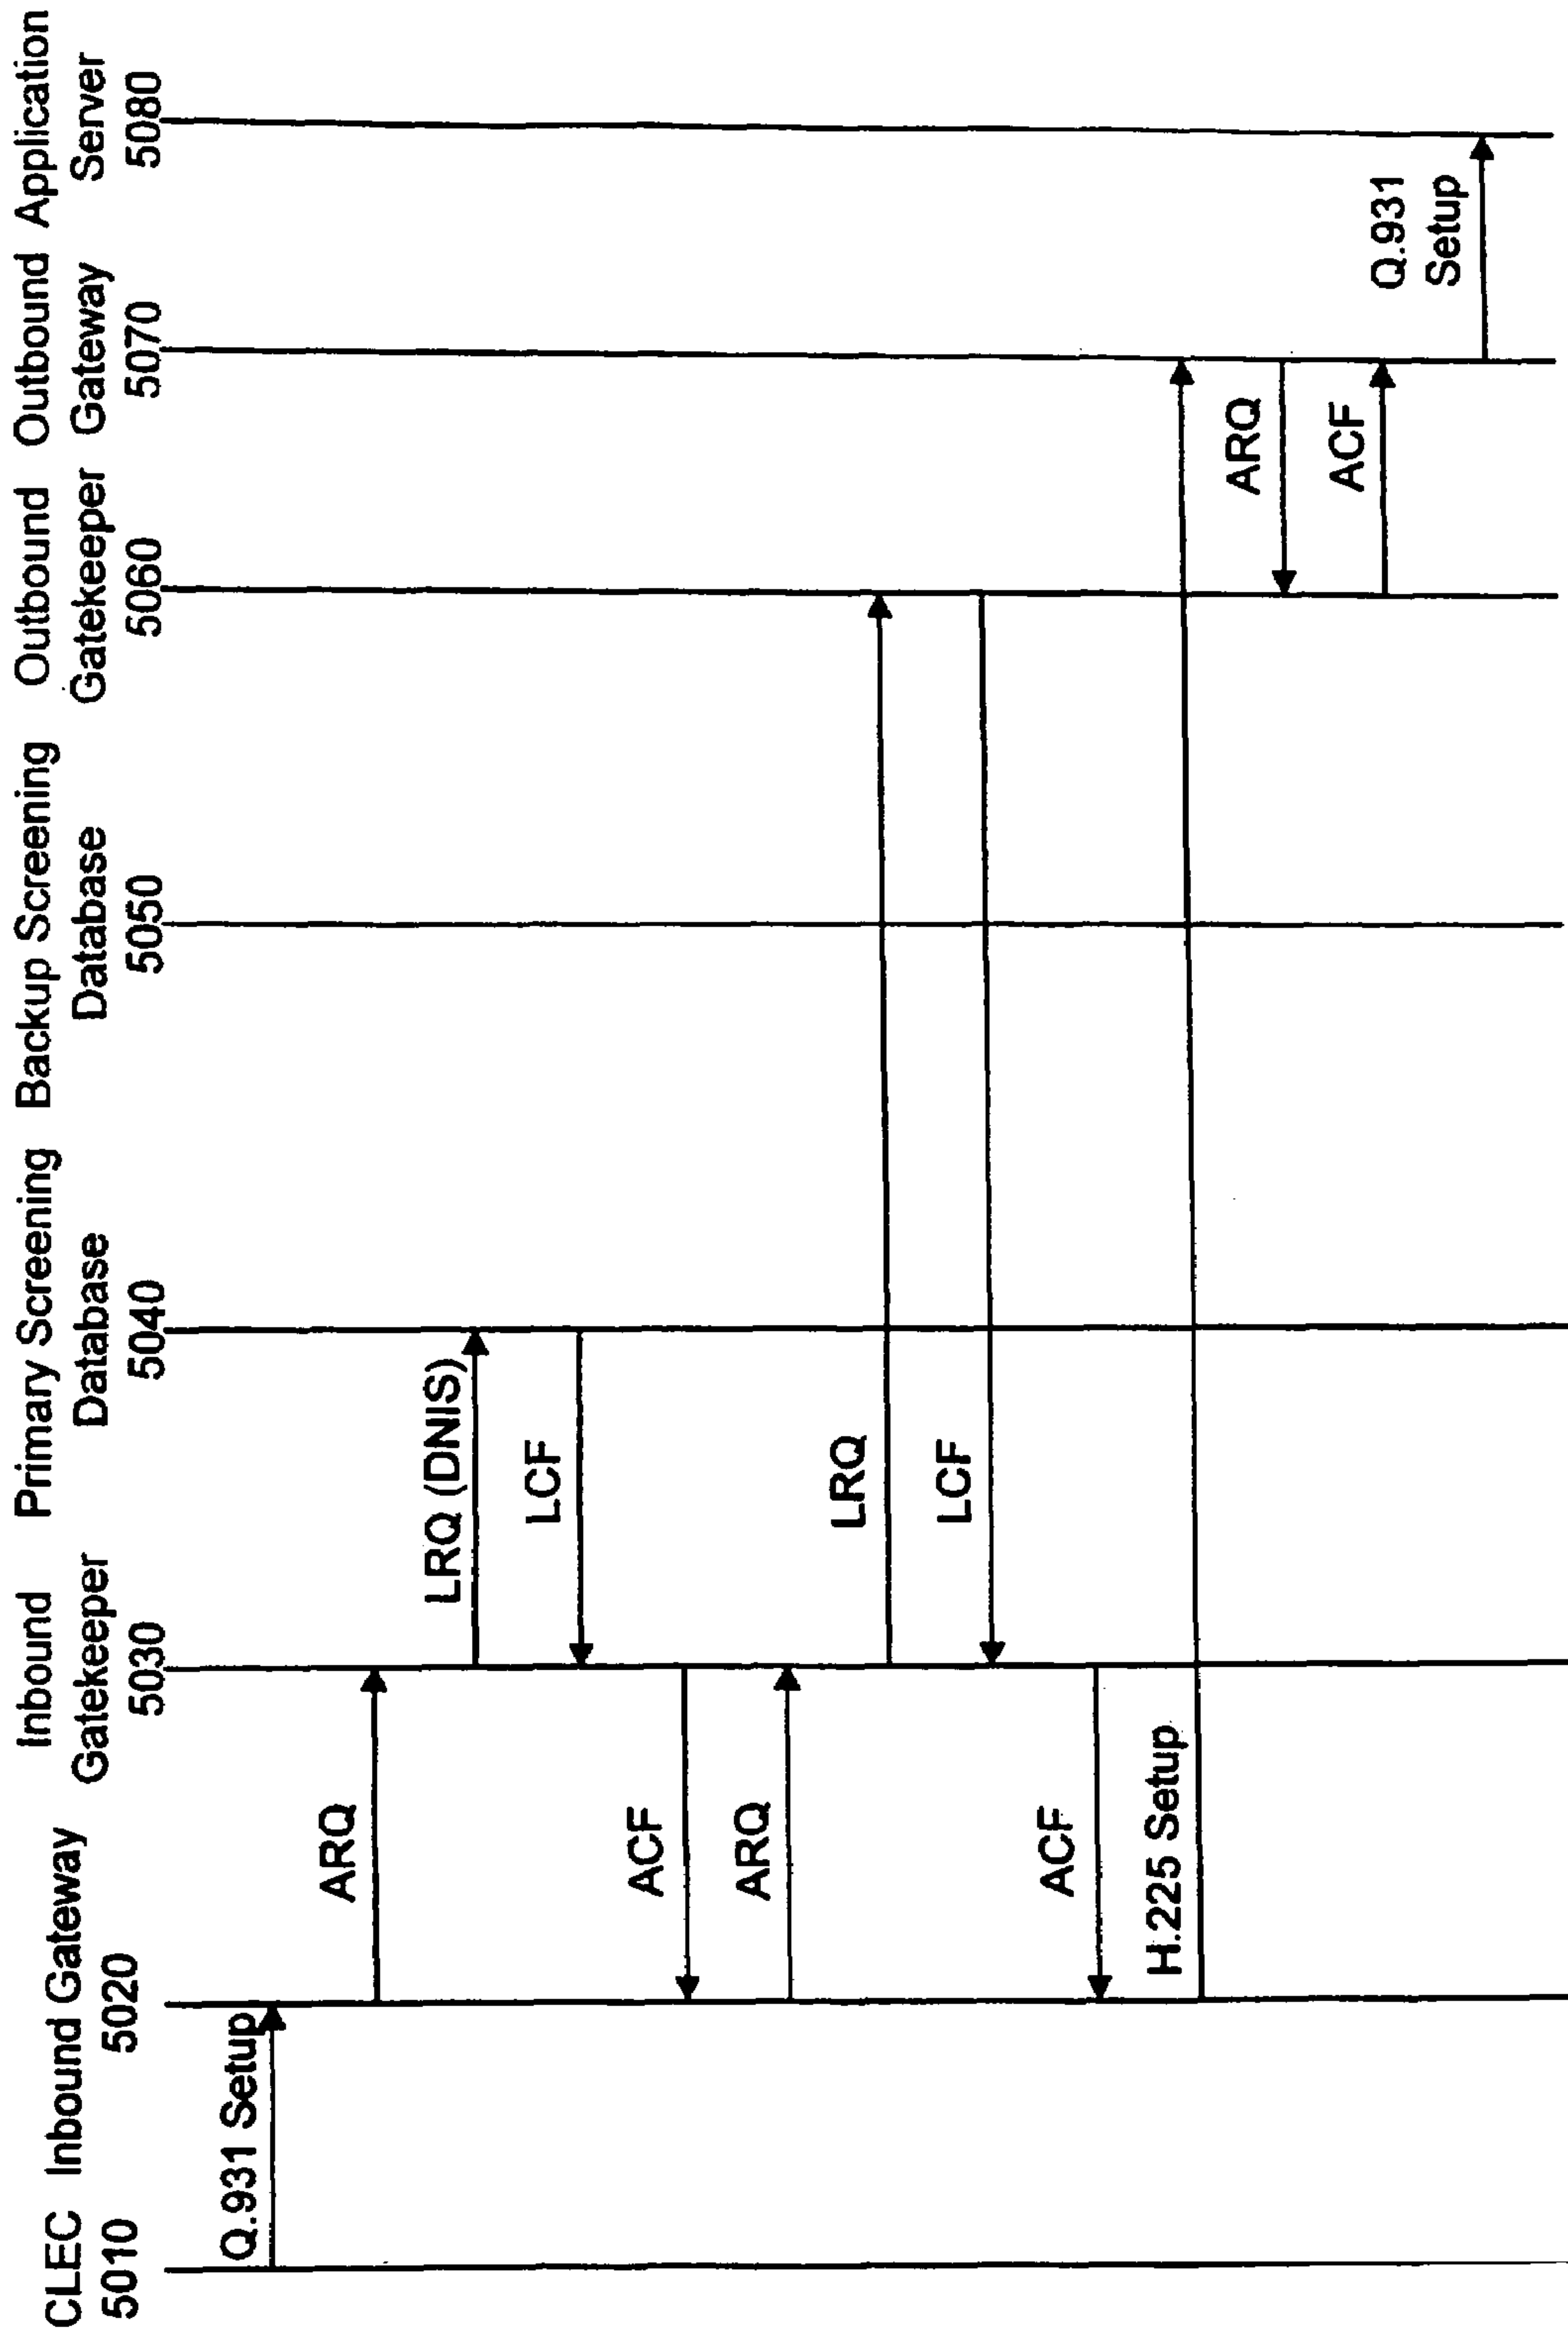 CLEC
5010
Inbound Gateway
5020
Inbound
Gatekeeper
5030
Primary Screening
Database
5040
Backup Screening
Database
5050
Outbound
Gatekeeper
5060
Outbound
Gateway
5070
Application
Server
5080
Q.931 Setup
ARQ
LRQ (DNIS)
LCF
ACF
ARQ
LRQ
LCF
ACF
H.225 Setup
ARQ
ACF
Q.931
Setup